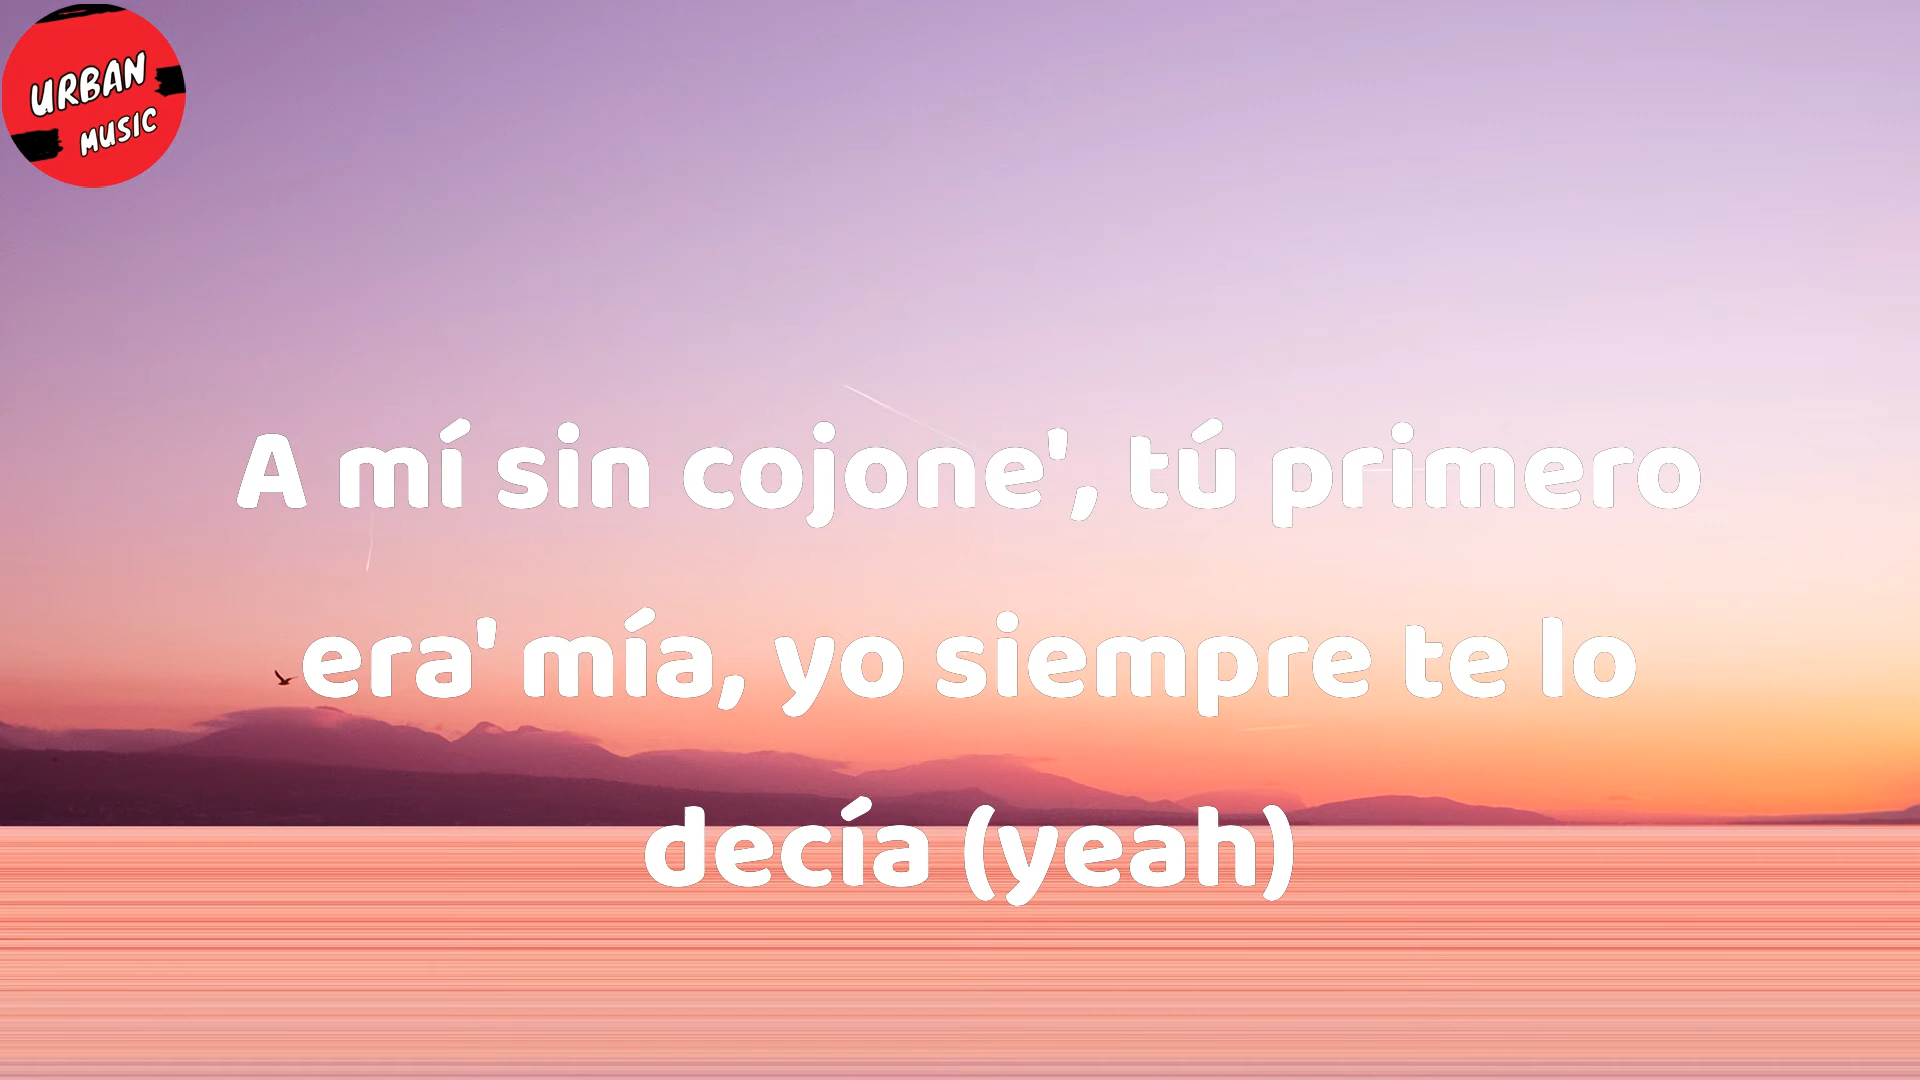 URBAN
MUSIC
A mí sin cojone', tú primero
era' mía, yo siempre te lo
decía (yeah)